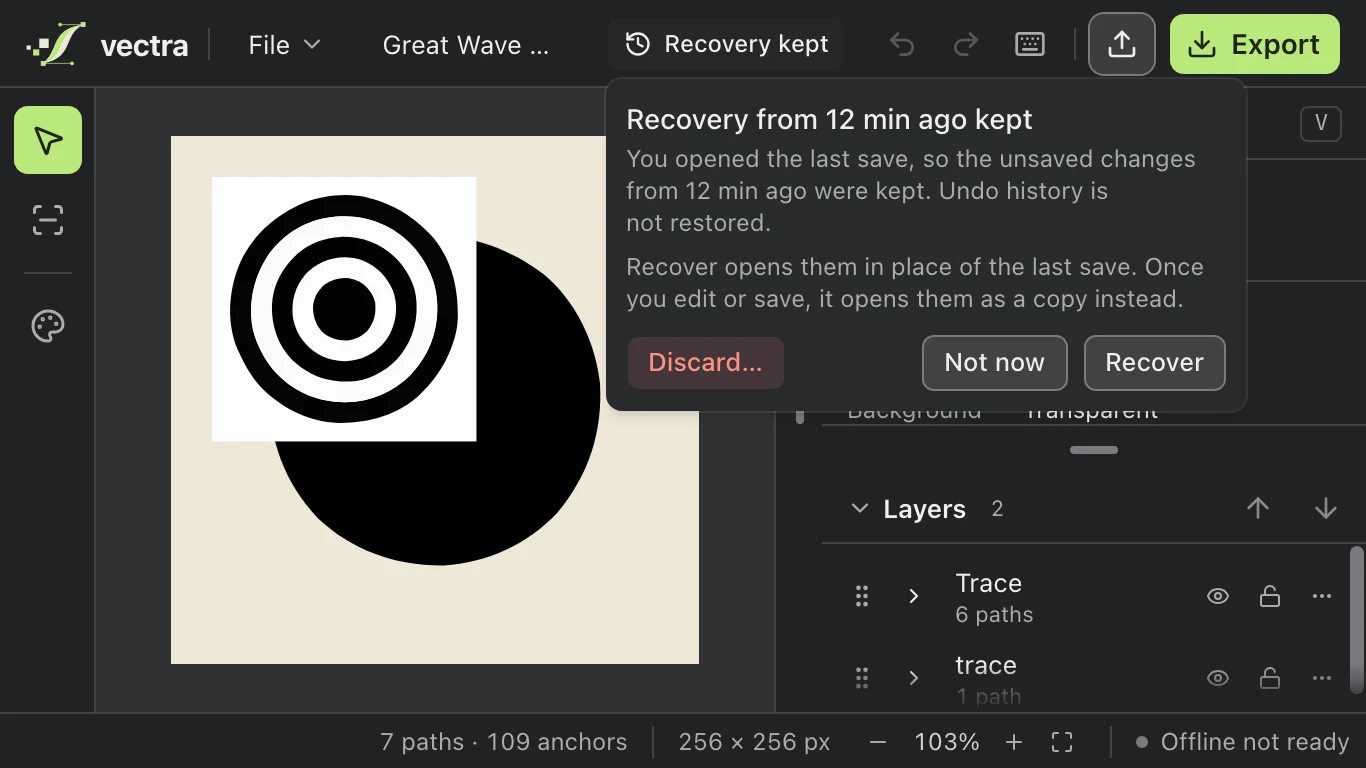 vectra
File
Great Wave ...
Recovery kept
Export
V
Recovery from 12 min ago kept
You opened the last save, so the unsaved changes
from 12 min ago were kept. Undo history is
not restored.
Recover opens them in place of the last save. Once
you edit or save, it opens them as a copy instead.
Discard...
Not now
Recover
Background Transparent
Layers 2
Trace
6 paths
trace
1 path
7 paths · 109 anchors
256 × 256 px
− 103% +
Offline not ready